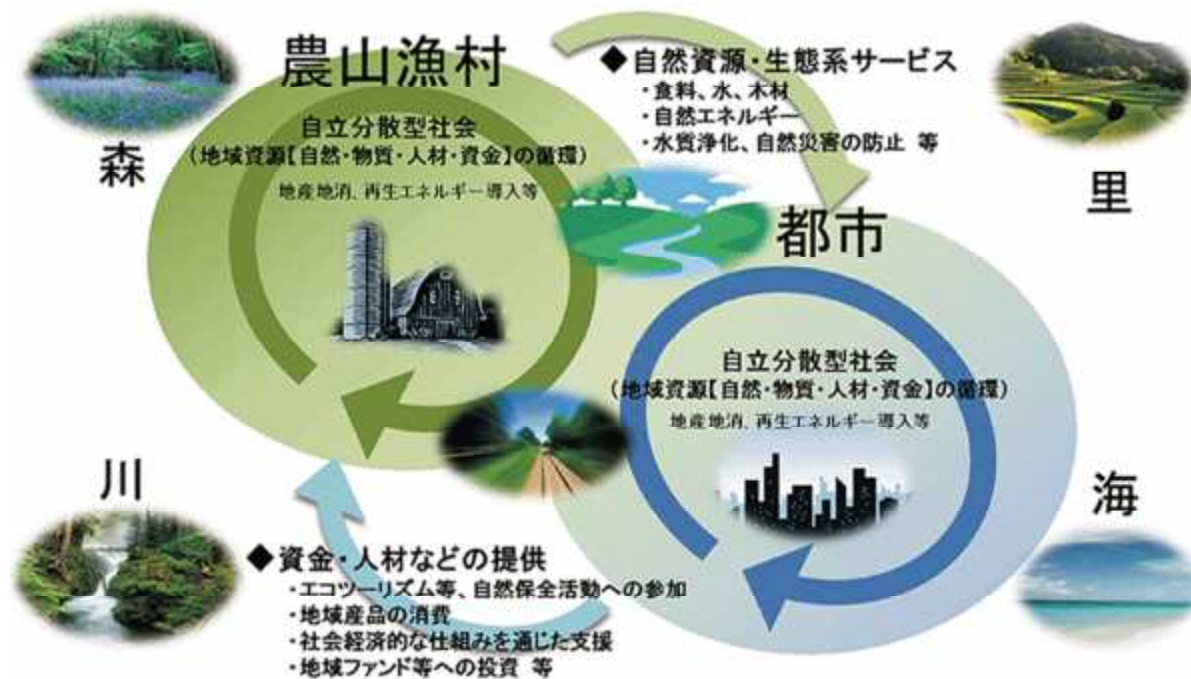 農山漁村
自立分散型社会
(地域資源【自然・物質・人材・資金】の循環)
地産地消、再生エネルギー導入等
◆自然資源・生態系サービス
・食料、水、木材
・自然エネルギー
・水質浄化、自然災害の防止 等
森
里
都市
自立分散型社会
(地域資源【自然・物質・人材・資金】の循環)
地産地消、再生エネルギー導入等
川
海
◆資金・人材などの提供
・エコツーリズム等、自然保全活動への参加
・地域産品の消費
・社会経済的な仕組みを通じた支援
・地域ファンド等への投資 等